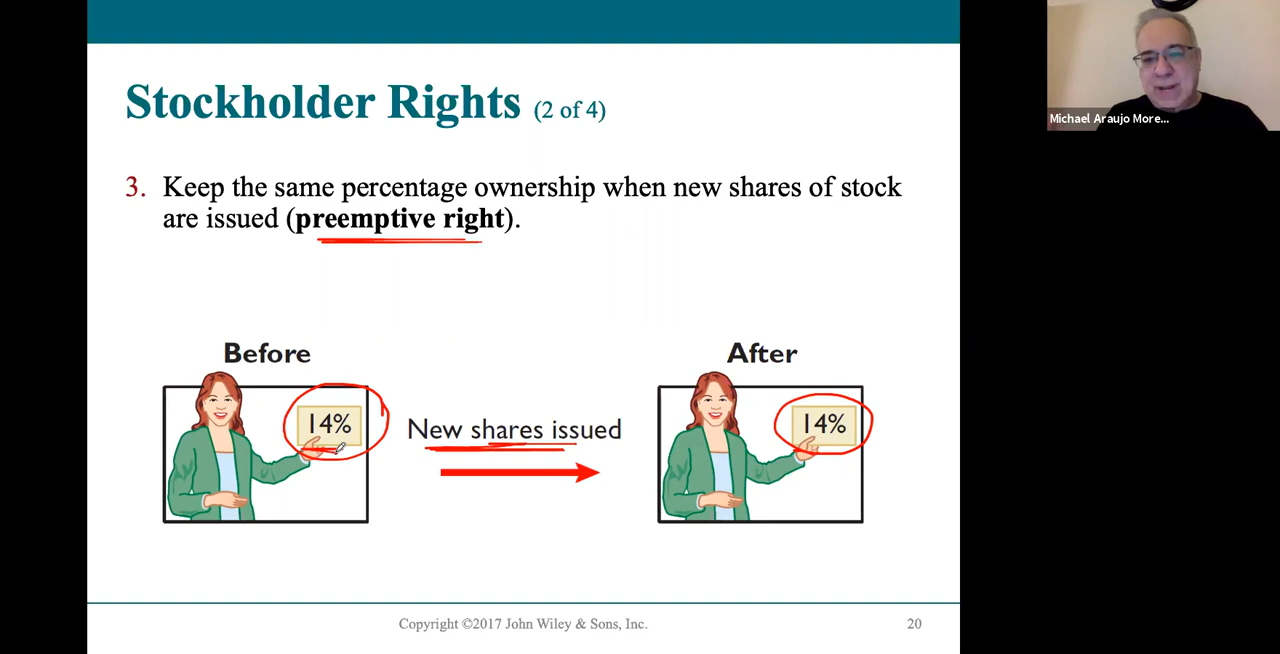 Stockholder Rights (2 of 4)
3. Keep the same percentage ownership when new shares of stock
are issued (preemptive right).
Before
14%
New shares issued
After
14%
Copyright ©2017 John Wiley & Sons, Inc.
20
Michael Araujo More...